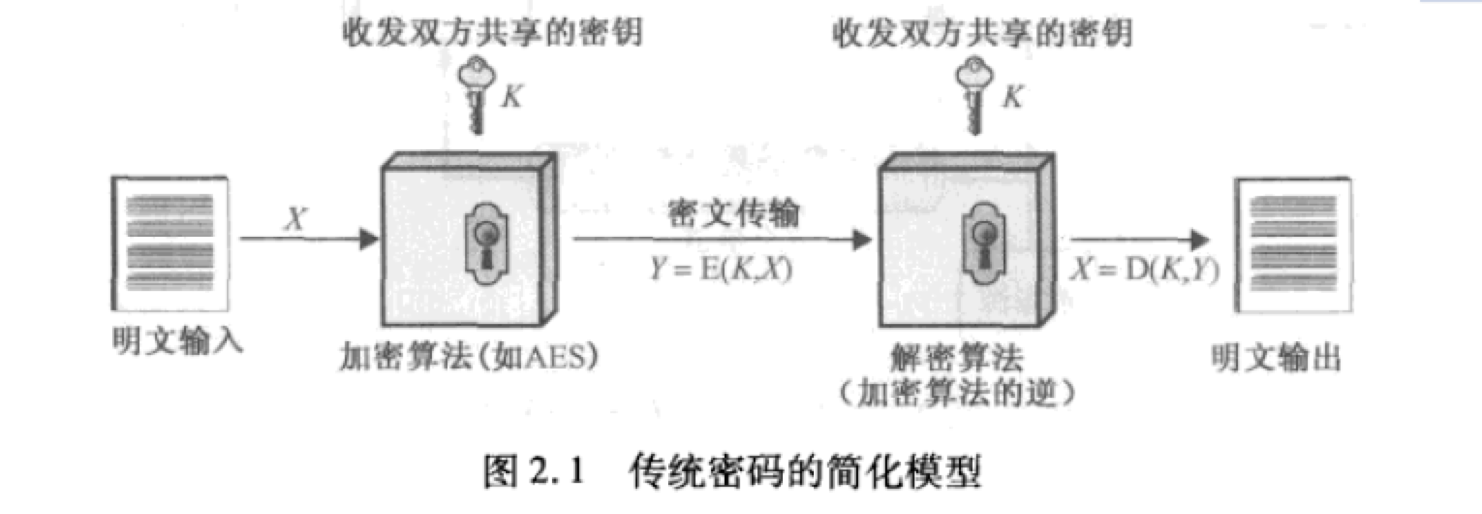 收发双方共享的密钥
收发双方共享的密钥
K
K
X
密文传输
Y = E(K,X)
X = D(K,Y)
明文输入
加密算法(如AES)
解密算法
(加密算法的逆)
明文输出
图 2.1 传统密码的简化模型